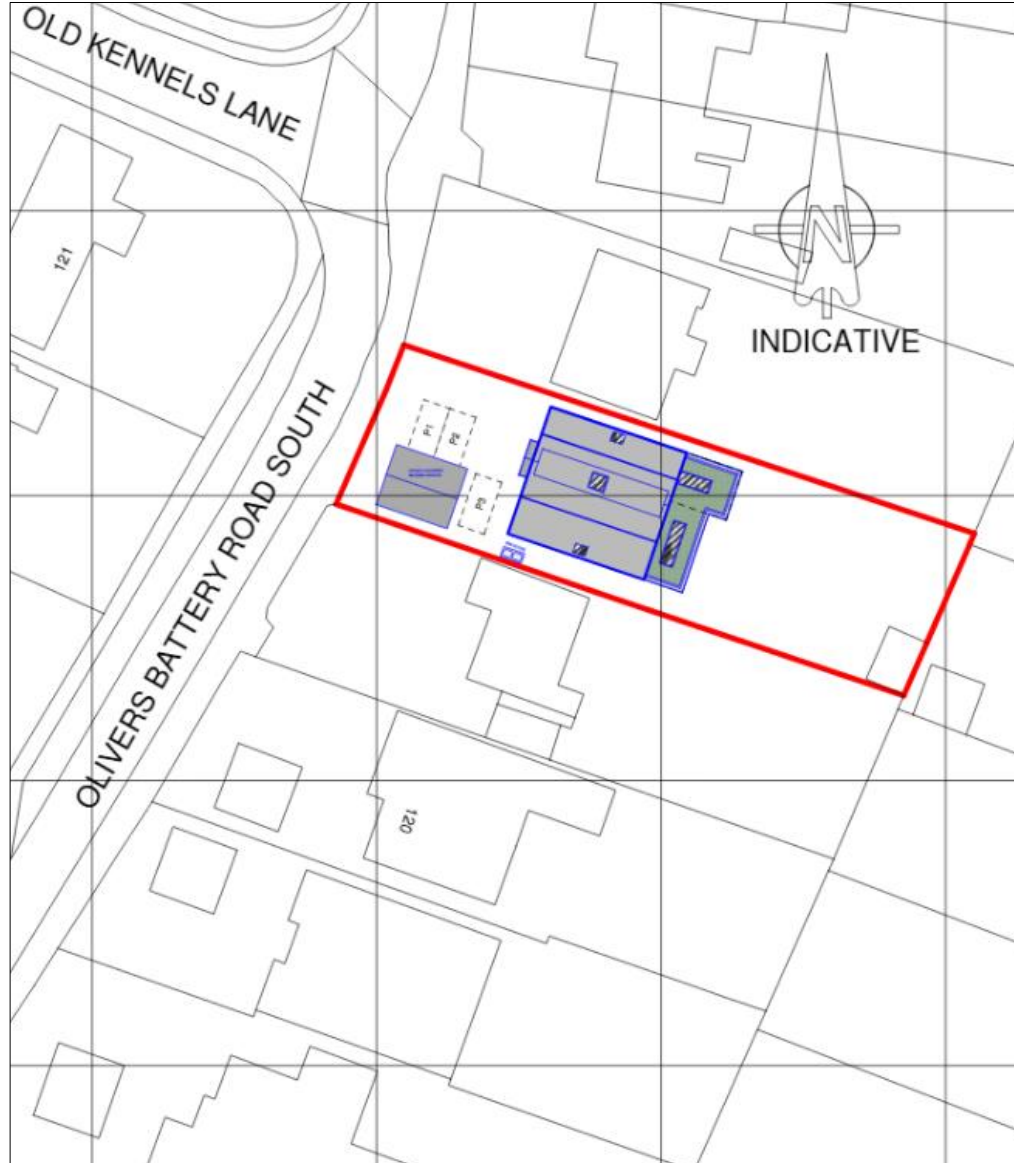 OLD KENNELS LANE
121
N
INDICATIVE
OLIVERS BATTERY ROAD SOUTH
P1
P2
P3
120